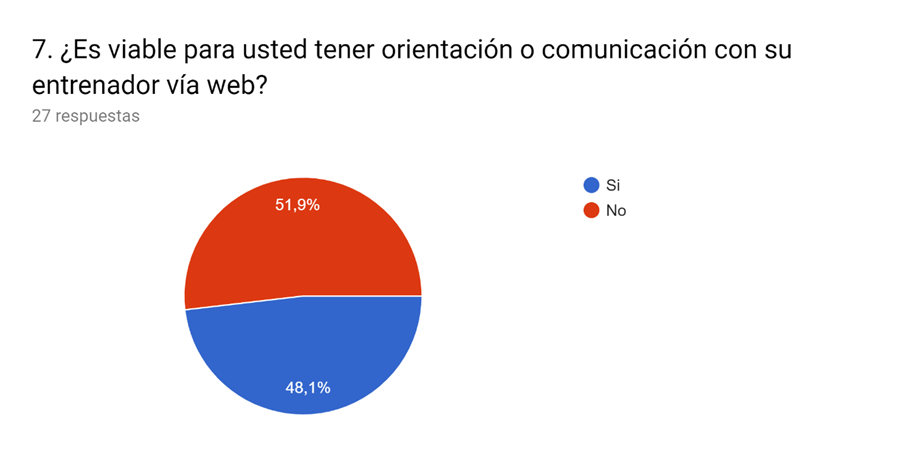 7. ¿Es viable para usted tener orientación o comunicación con su
entrenador vía web?
27 respuestas
Si
No
51,9%
48,1%